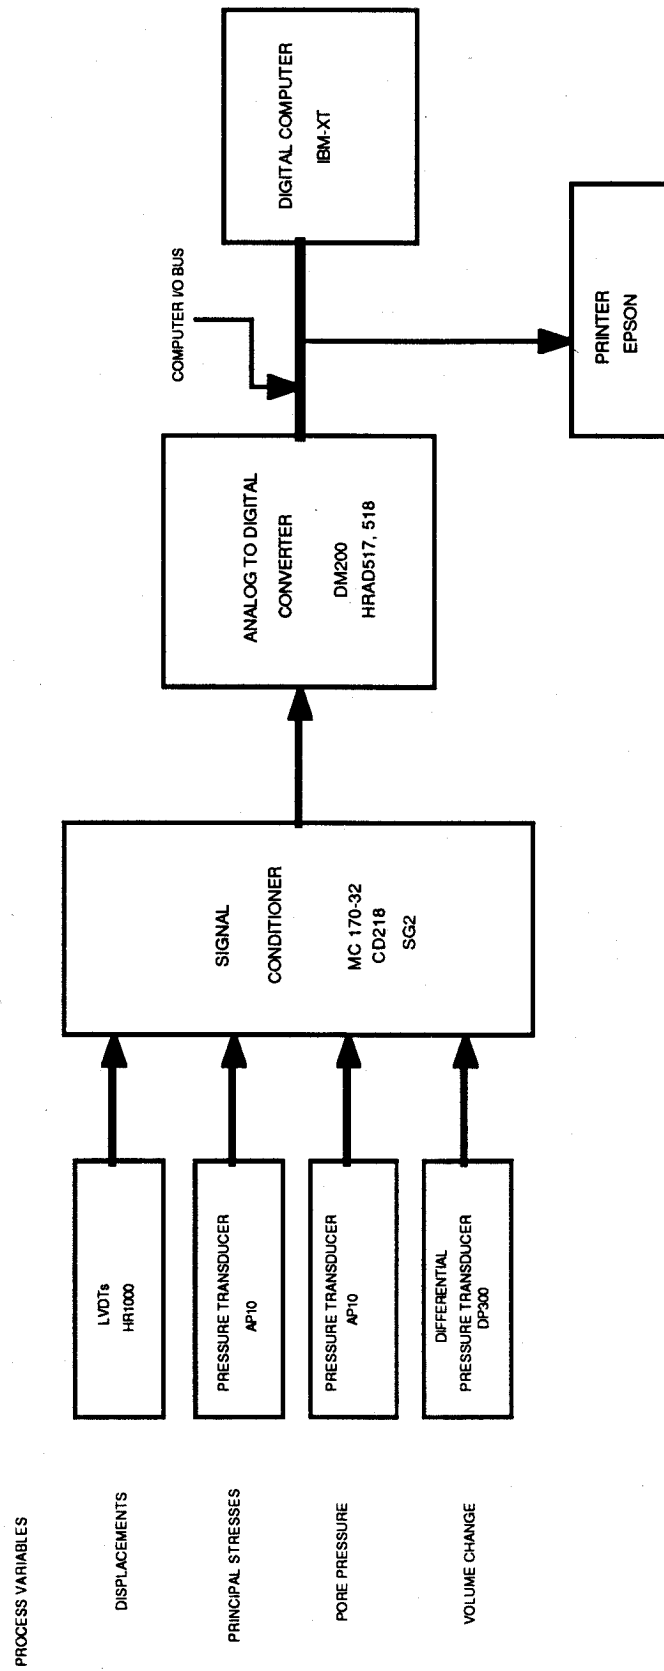 PROCESS VARIABLES
DISPLACEMENTS
PRINCIPAL STRESSES
PORE PRESSURE
VOLUME CHANGE
LVDTs
HR1000
PRESSURE TRANSDUCER
AP10
PRESSURE TRANSDUCER
AP10
DIFFERENTIAL
PRESSURE TRANSDUCER
DP300
SIGNAL
CONDITIONER
MC 170-32
CD218
SG2
ANALOG TO DIGITAL
CONVERTER
DM200
HRAD517, 518
COMPUTER I/O BUS
DIGITAL COMPUTER
IBM-XT
PRINTER
EPSON